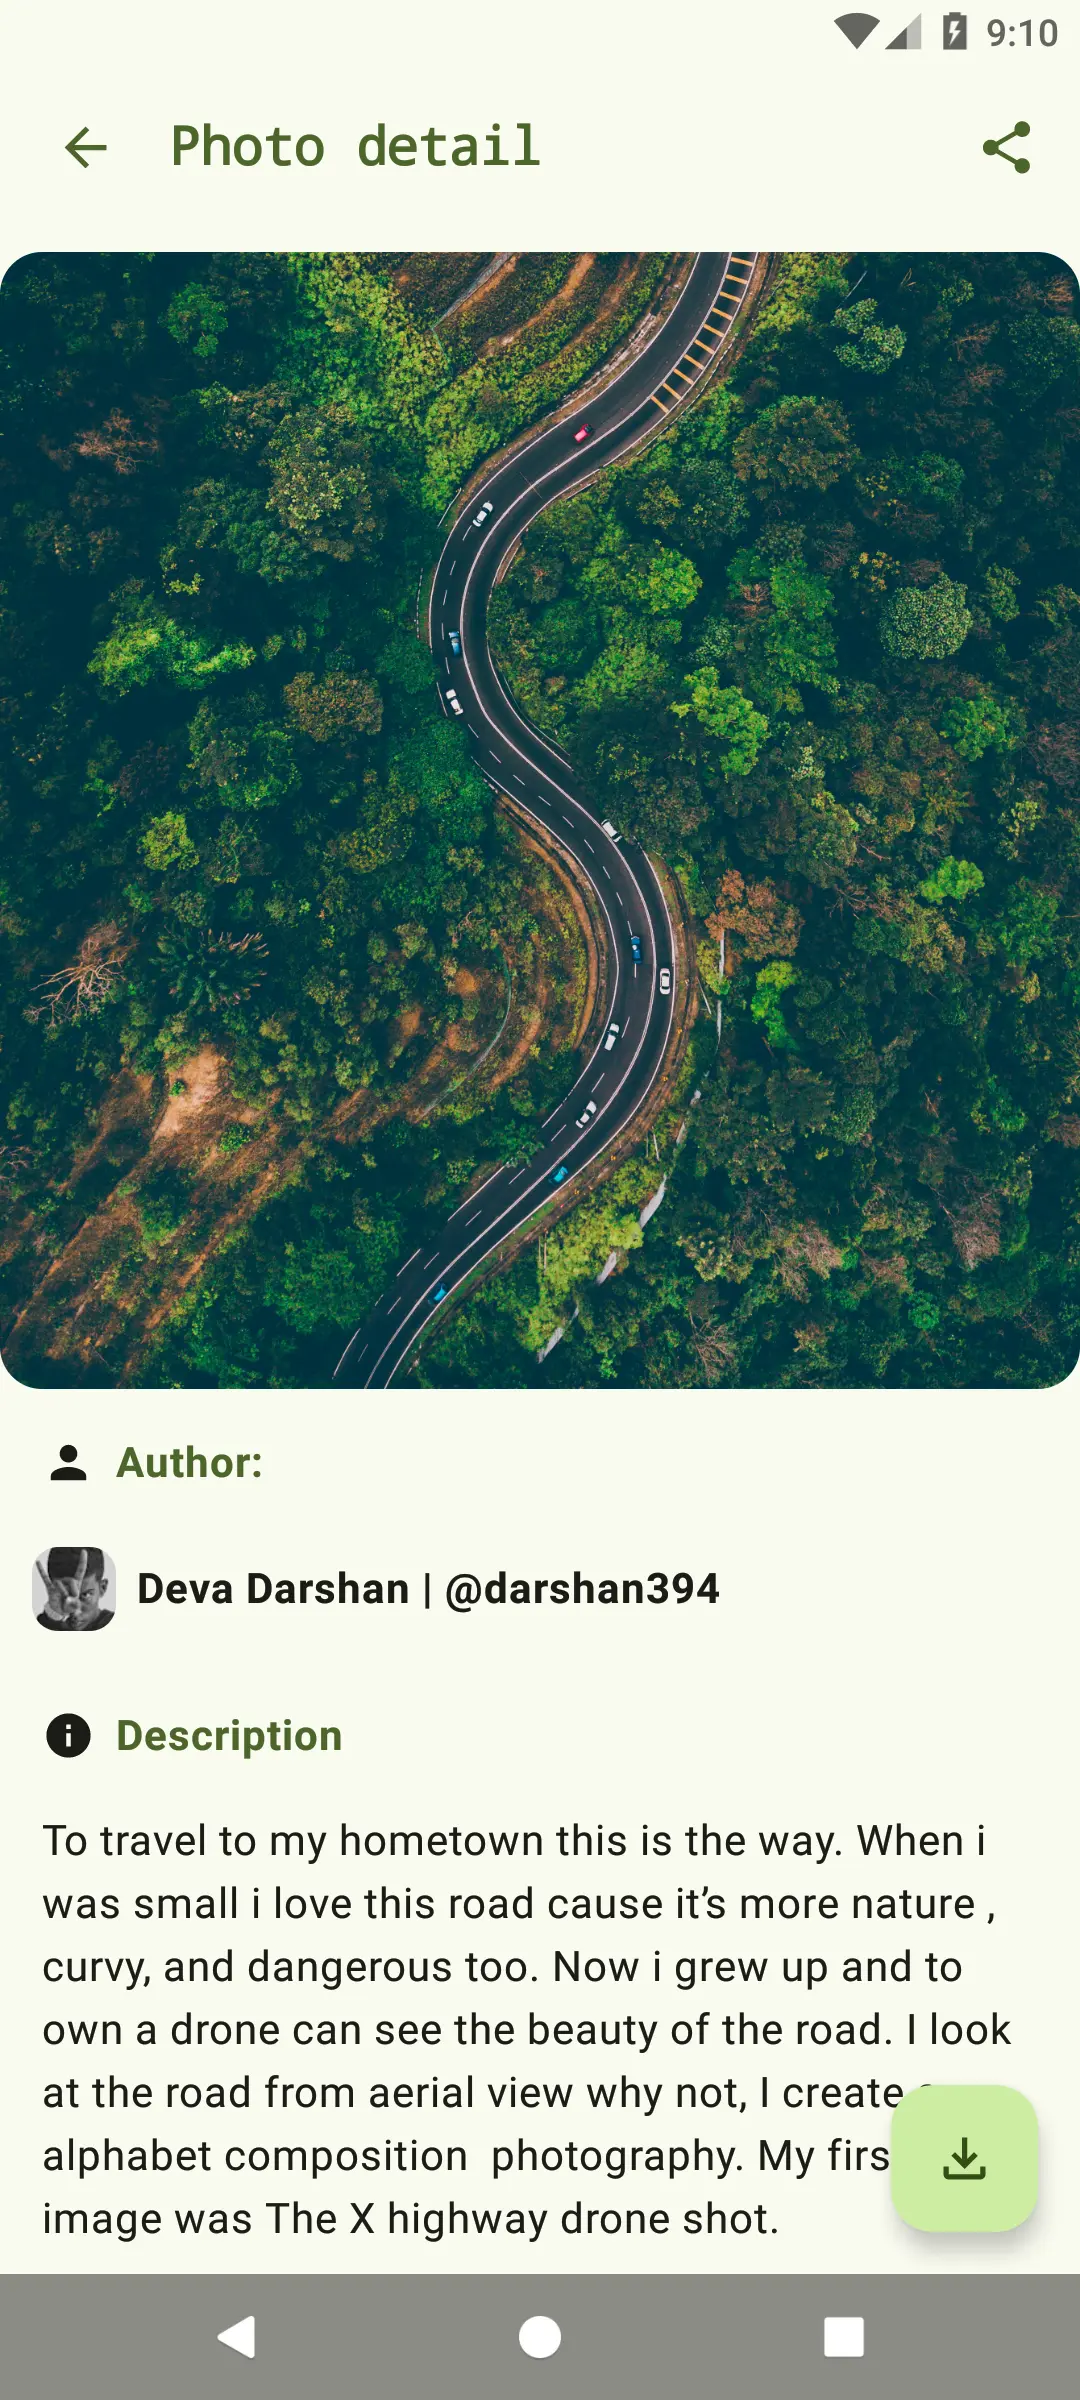 9:10
Photo detail
Author:
Deva Darshan | @darshan394
Description
To travel to my hometown this is the way. When i
was small i love this road cause it’s more nature ,
curvy, and dangerous too. Now i grew up and to
own a drone can see the beauty of the road. I look
at the road from aerial view why not, I create
alphabet composition  photography. My firs
image was The X highway drone shot.